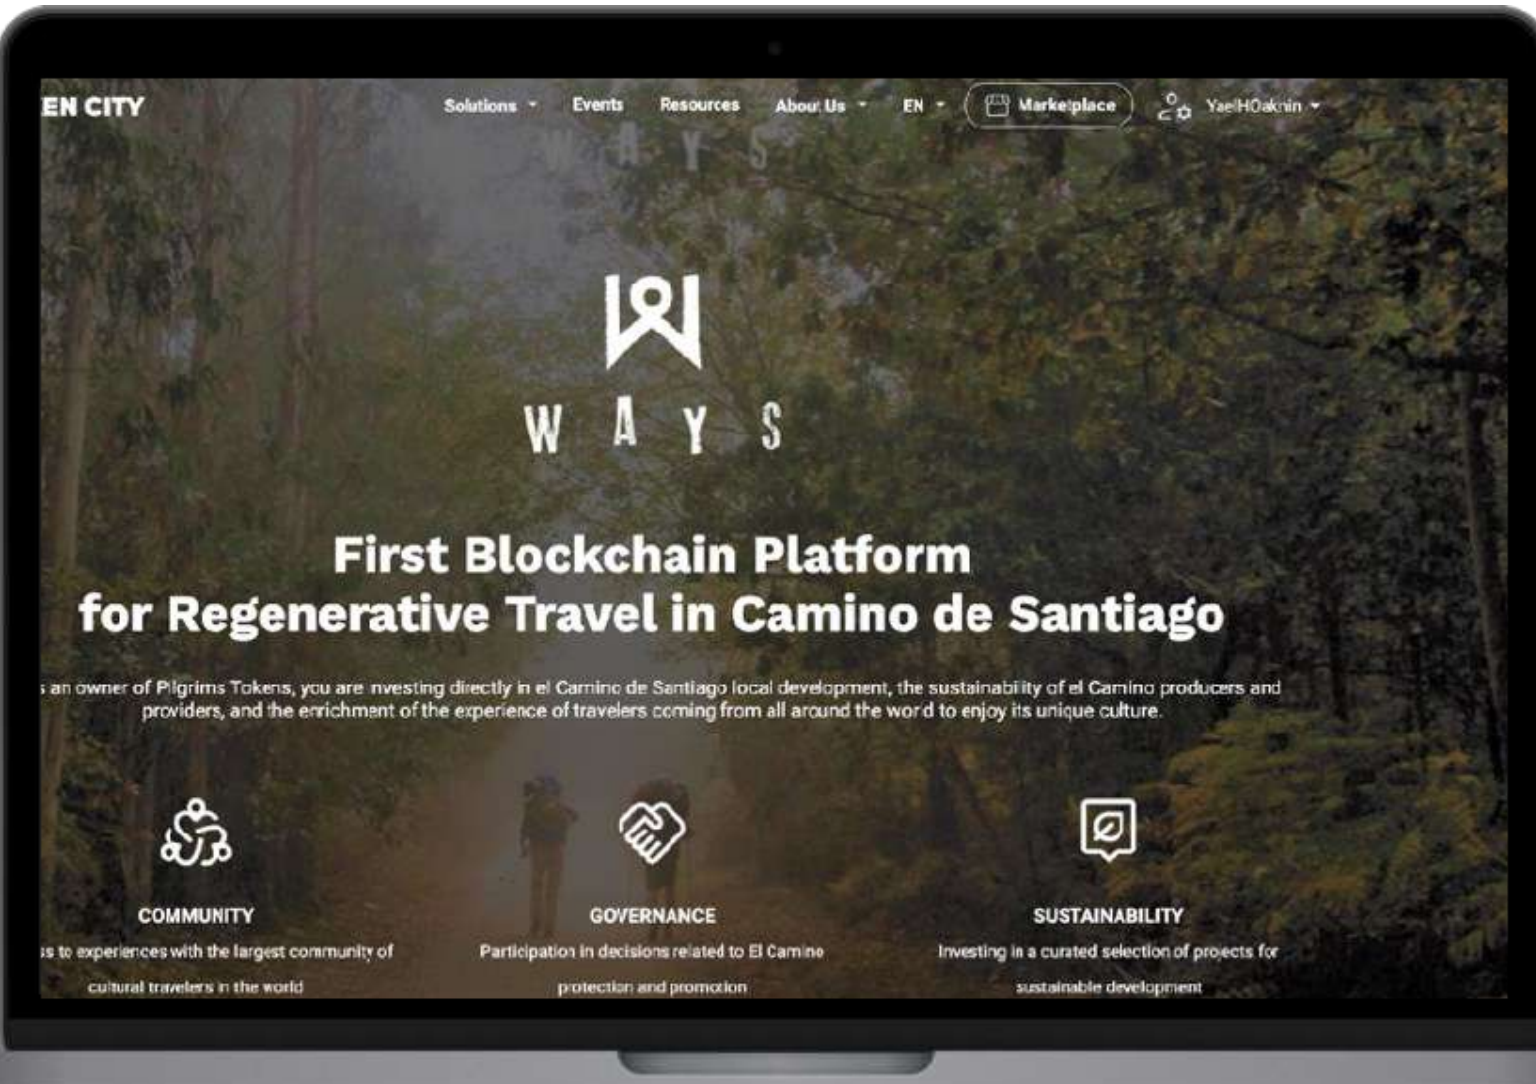 EN CITY
Solutions Events Resources About Us EN Marketplace YaelHOaknin
WAYS
WAYS
First Blockchain Platform
for Regenerative Travel in Camino de Santiago
s an owner of Pilgrims Tokens, you are investing directly in el Camino de Santiago local development, the sustainability of el Camino producers and
providers, and the enrichment of the experience of travelers coming from all around the world to enjoy its unique culture.
COMMUNITY GOVERNANCE SUSTAINABILITY
ss to experiences with the largest community of Participation in decisions related to El Camino Investing in a curated selection of projects for
cultural travelers in the world protection and promotion sustainable development